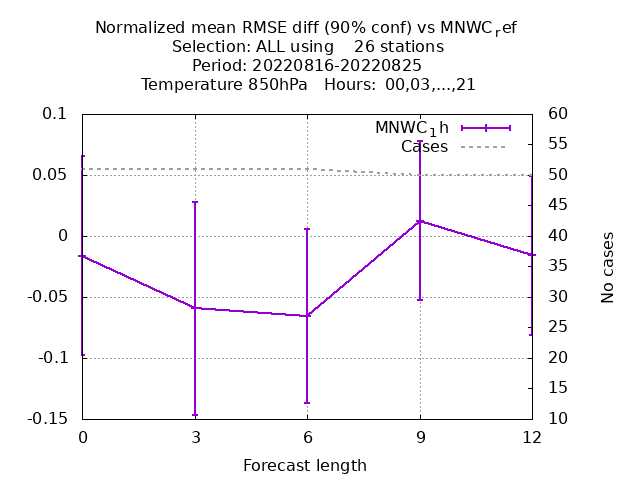 Normalized mean RMSE diff (90% conf) vs MNWCref
Selection: ALL using    26 stations
Period: 20220816-20220825
Temperature 850hPa   Hours:  00,03,...,21
MNWC1h
Cases
0.1
0.05
0
-0.05
-0.1
-0.15
60
55
50
45
40
35
30
25
20
15
10
No cases
0 3 6 9 12
Forecast length